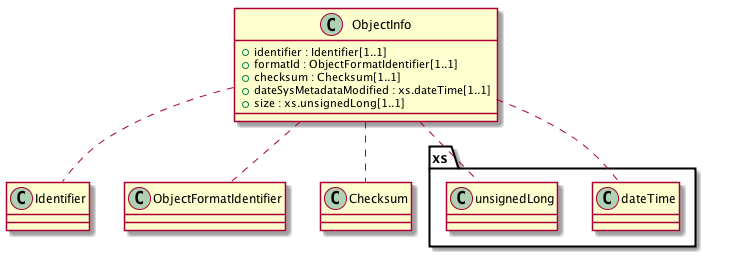 C ObjectInfo
identifier : Identifier[1..1]
formatId : ObjectFormatIdentifier[1..1]
checksum : Checksum[1..1]
dateSysMetadataModified : xs.dateTime[1..1]
size : xs.unsignedLong[1..1]
xs
C Identifier
C ObjectFormatIdentifier
C Checksum
C unsignedLong
C dateTime